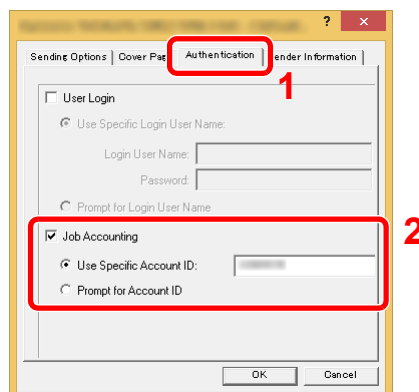 ? ×
Sending Options Cover Pag Authentication ender Information
1
User Login
Use Specific Login User Name:
Login User Name:
Password:
Prompt for Login User Name
2
Job Accounting
Use Specific Account ID:
Prompt for Account ID
OK Cancel